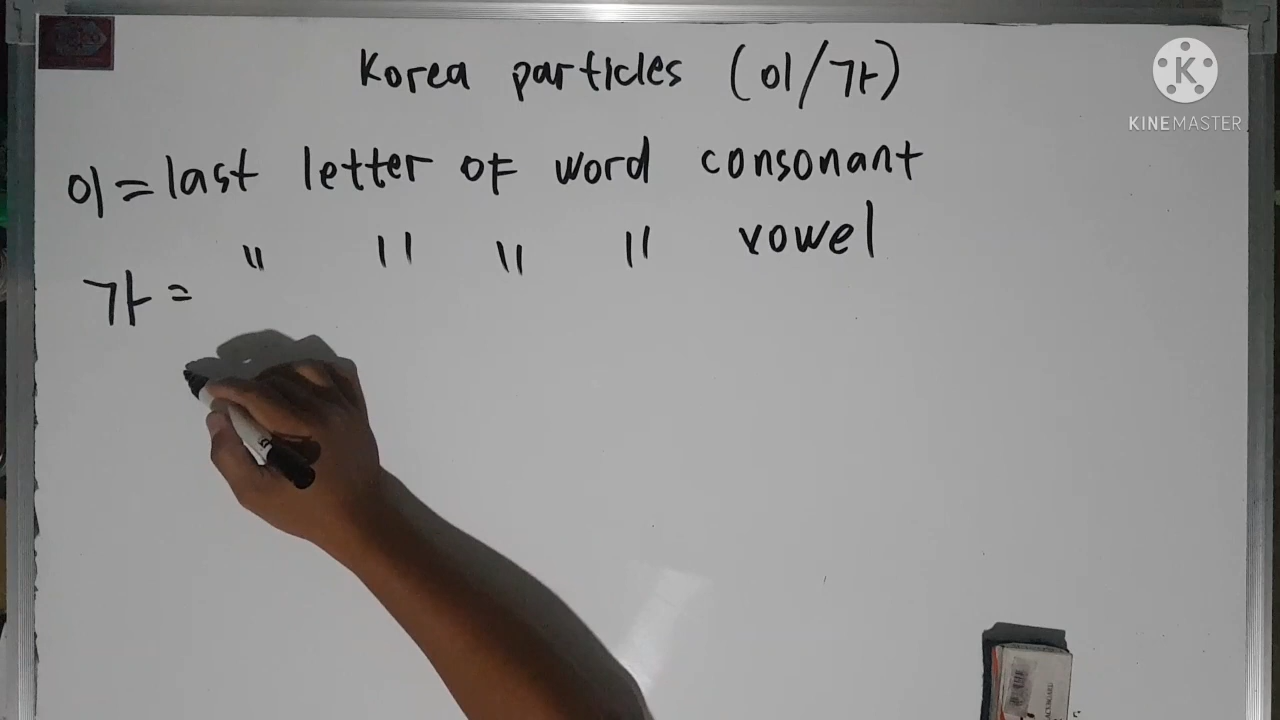 Korea particles (이/가)
KINEMASTER
이 = last letter of word consonant
" " " " vowel
가 =